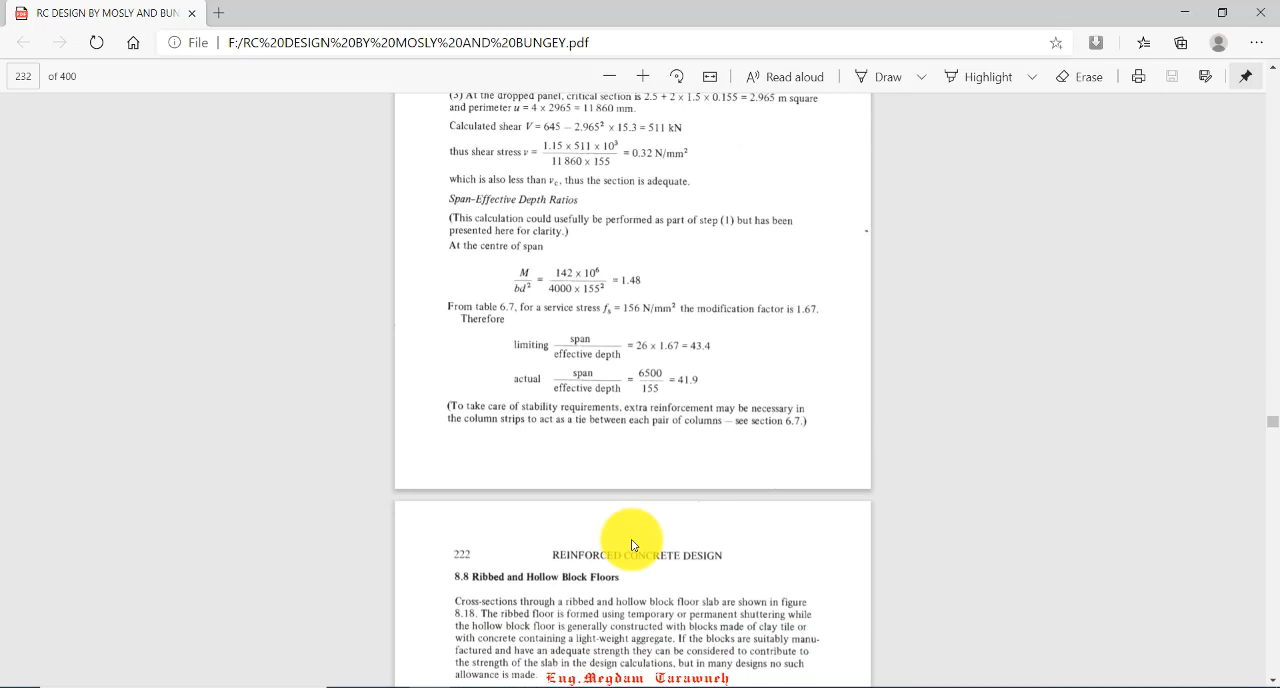 RC DESIGN BY MOSLY AND BUN
File
F:/RC%20DESIGN%20BY%20MOSLY%20AND%20BUNGEY.pdf
232 of 400
Read aloud
Draw
Highlight
Erase
(3) At the dropped panel, critical section is 2.5 + 2 x 1.5 x 0.155 = 2.965 m square
and perimeter u = 4 x 2965 = 11 860 mm.
Calculated shear V = 645 − 2.965² × 15.3 = 511 kN
thus shear stress v = 1.15 x 511 x 10³ / 11 860 x 155 = 0.32 N/mm²
which is also less than vc, thus the section is adequate.
Span-Effective Depth Ratios
(This calculation could usefully be performed as part of step (1) but has been
presented here for clarity.)
At the centre of span
M / bd² = 142 x 10⁶ / 4000 x 155² = 1.48
From table 6.7, for a service stress fs = 156 N/mm² the modification factor is 1.67.
Therefore
limiting span / effective depth = 26 x 1.67 = 43.4
actual span / effective depth = 6500 / 155 = 41.9
(To take care of stability requirements, extra reinforcement may be necessary in
the column strips to act as a tie between each pair of columns — see section 6.7.)
222 REINFORCED CONCRETE DESIGN
8.8 Ribbed and Hollow Block Floors
Cross-sections through a ribbed and hollow block floor slab are shown in figure
8.18. The ribbed floor is formed using temporary or permanent shuttering while
the hollow block floor is generally constructed with blocks made of clay tile or
with concrete containing a light-weight aggregate. If the blocks are suitably manu-
factured and have an adequate strength they can be considered to contribute to
the strength of the slab in the design calculations, but in many designs no such
allowance is made.
Eng.Megdam Tarawneh